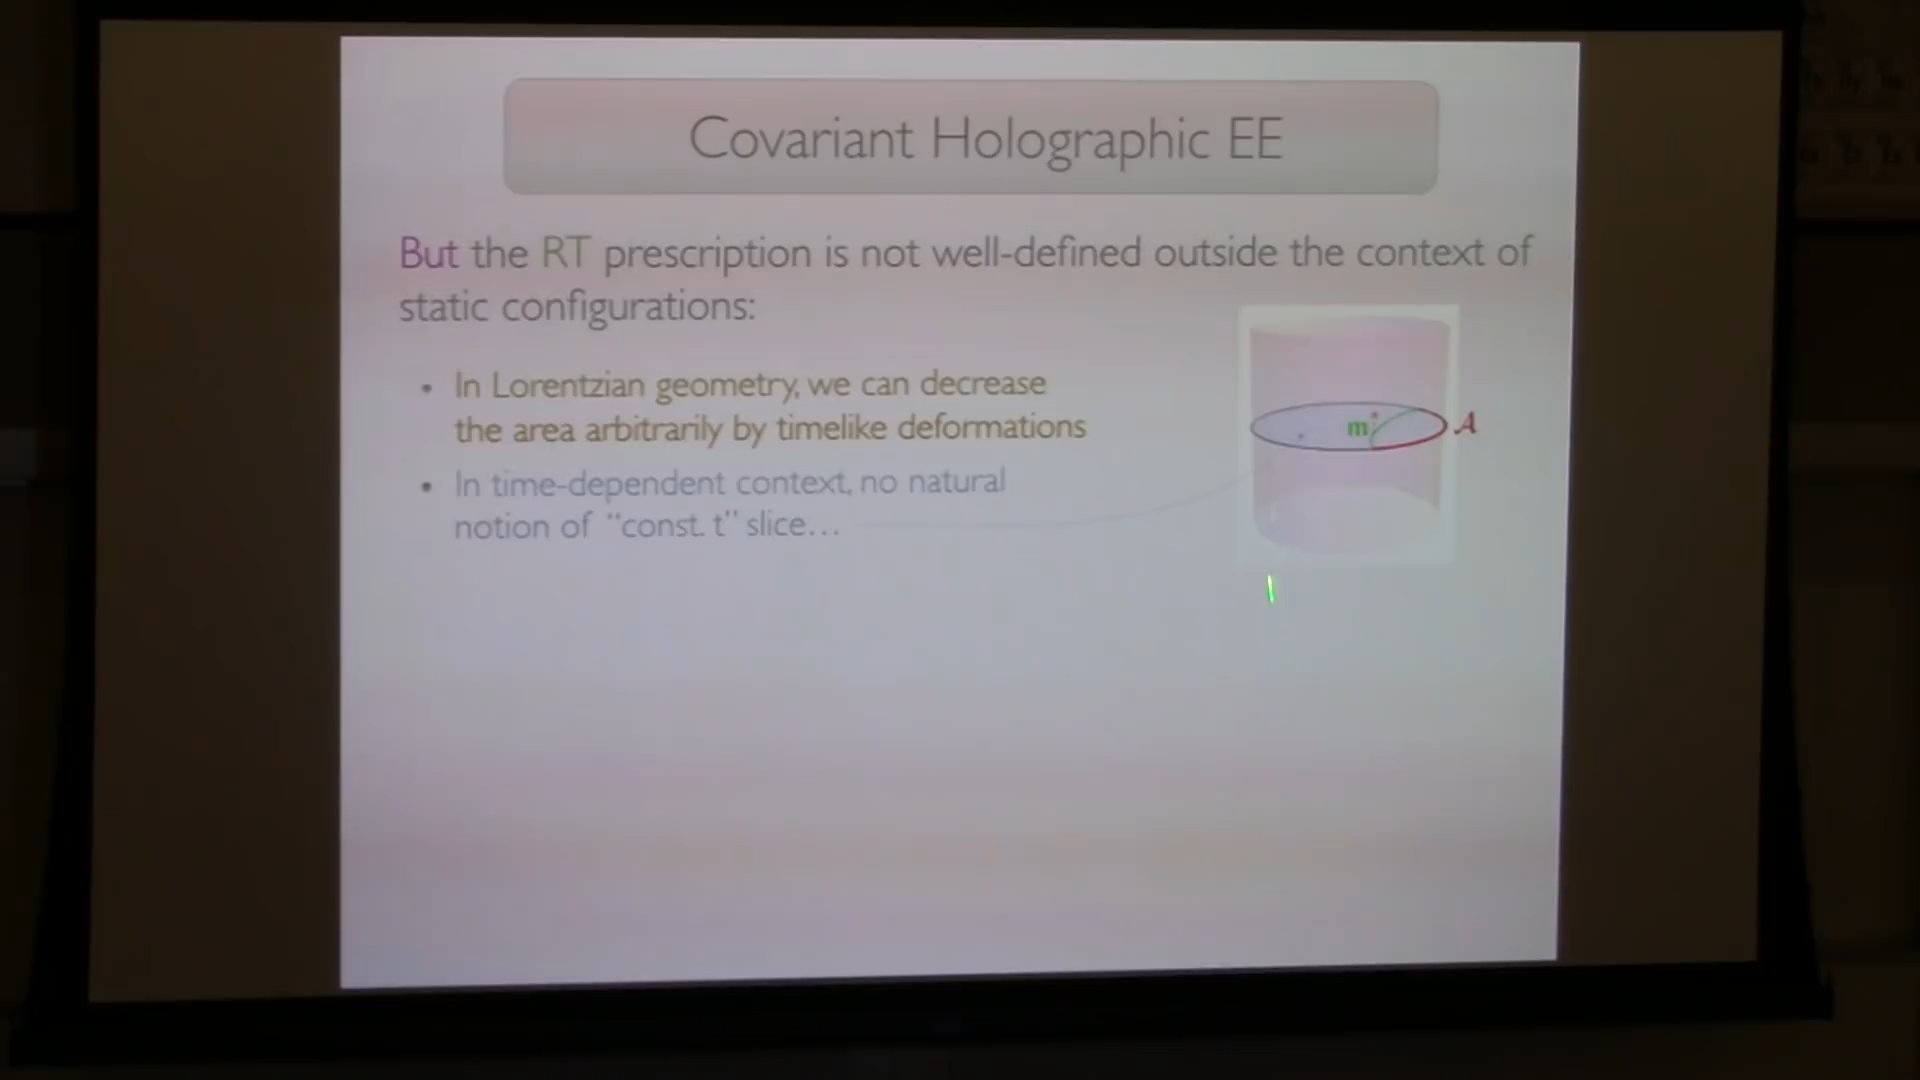 Covariant Holographic EE
But the RT prescription is not well-defined outside the context of
static configurations:
• In Lorentzian geometry, we can decrease
the area arbitrarily by timelike deformations
m
A
• In time-dependent context, no natural
notion of “const. t” slice…